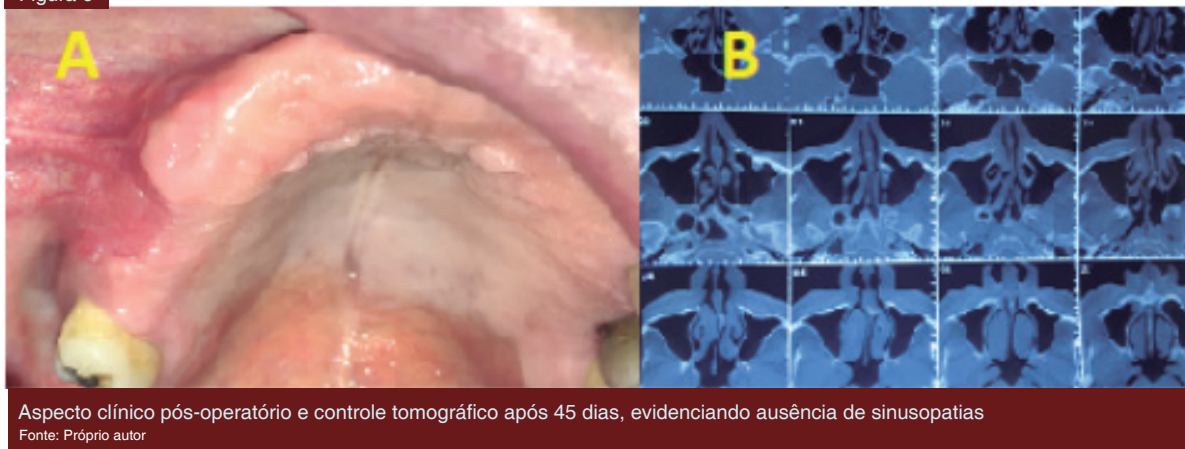 A
B
Aspecto clínico pós-operatório e controle tomográfico após 45 dias, evidenciando ausência de sinusopatias
Fonte: Próprio autor